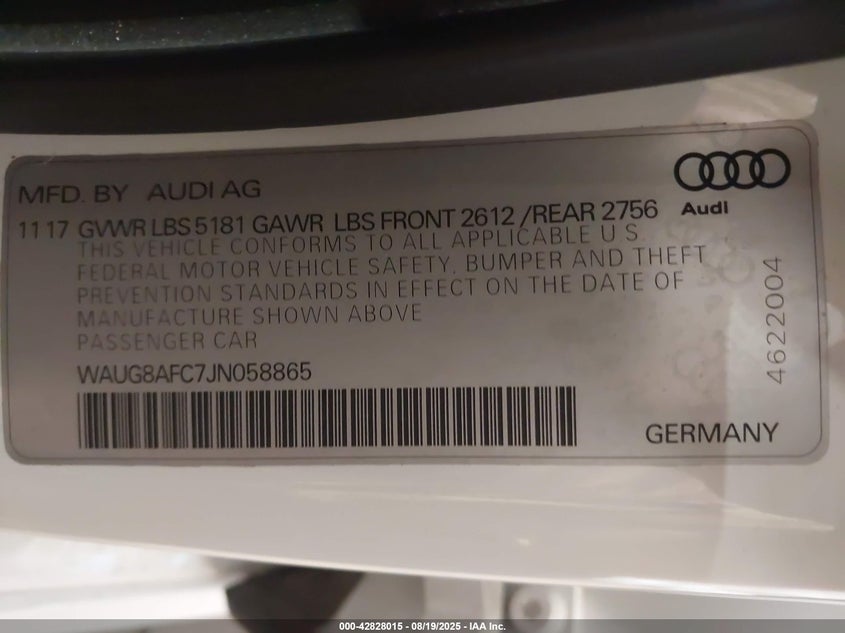 MFD. BY AUDI AG
Audi
11 17 GVWR LBS 5181 GAWR LBS FRONT 2612 /REAR 2756
THIS VEHICLE CONFORMS TO ALL APPLICABLE U.S.
FEDERAL MOTOR VEHICLE SAFETY, BUMPER AND THEFT
PREVENTION STANDARDS IN EFFECT ON THE DATE OF
MANUFACTURE SHOWN ABOVE
PASSENGER CAR
4622004
WAUG8AFC7JN058865
GERMANY
000-42828015 - 08/19/2025 - IAA Inc.